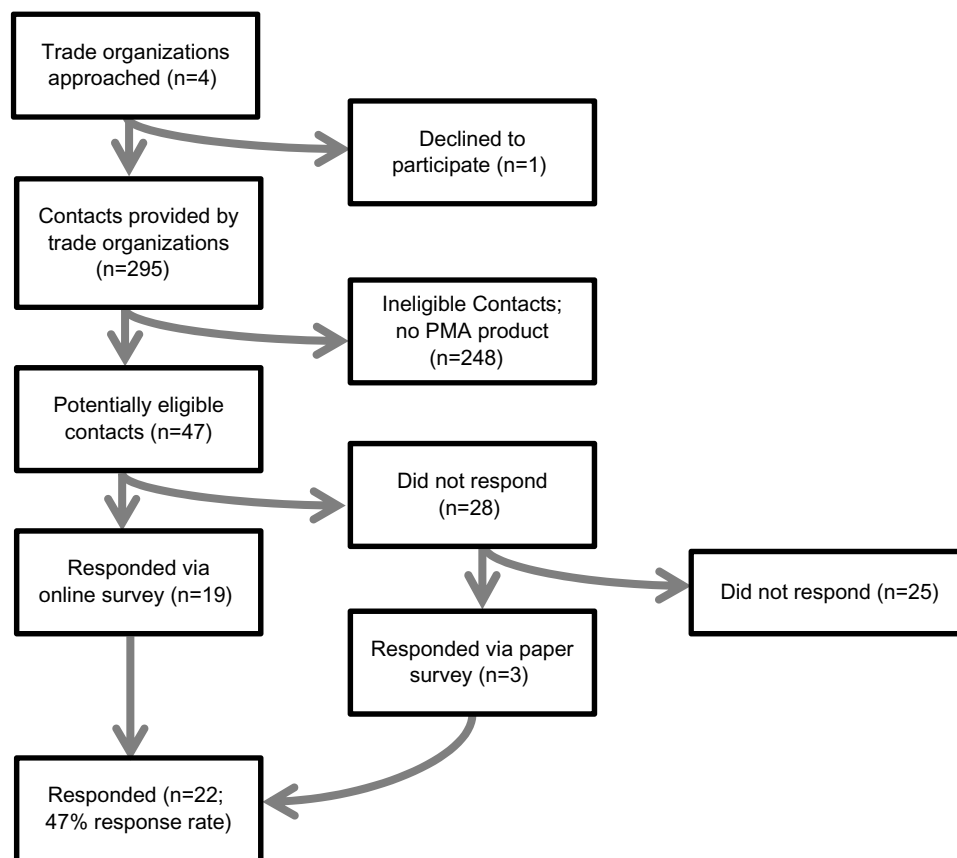 Trade organizations
approached (n=4)
Declined to
participate (n=1)
Contacts provided by
trade organizations
(n=295)
Ineligible Contacts;
no PMA product
(n=248)
Potentially eligible
contacts (n=47)
Did not respond
(n=28)
Responded via
online survey (n=19)
Did not respond (n=25)
Responded via paper
survey (n=3)
Responded (n=22;
47% response rate)